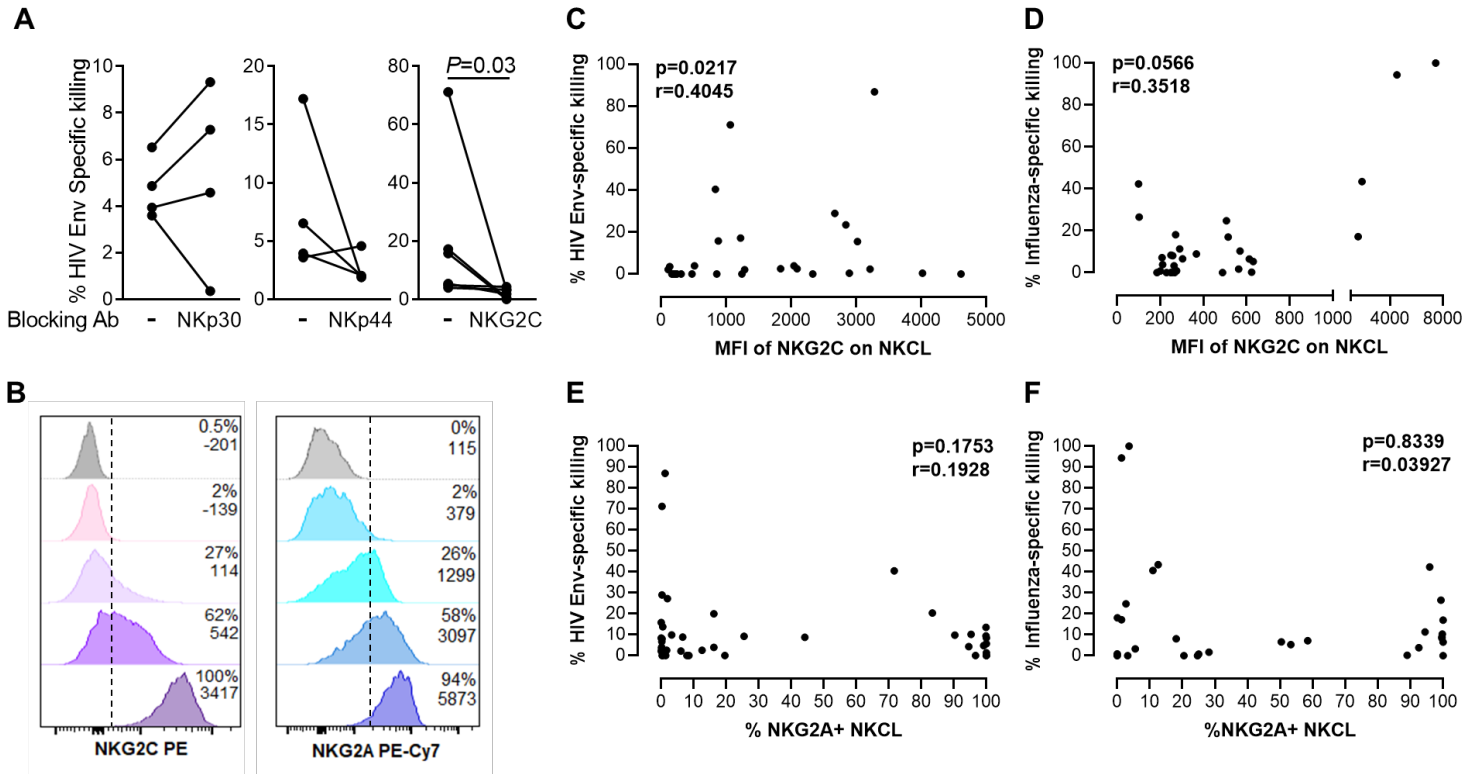 A
% HIV Env Specific killing
10
8
6
4
2
0
20
15
10
5
0
P=0.03
80
60
40
20
0
Blocking Ab - NKp30 - NKp44 - NKG2C
C
% HIV Env-specific killing
p=0.0217
r=0.4045
100
80
60
40
20
0
0 1000 2000 3000 4000 5000
MFI of NKG2C on NKCL
D
% Influenza-specific killing
p=0.0566
r=0.3518
100
80
60
40
20
0
0 200 400 600 800 1000 4000 8000
MFI of NKG2C on NKCL
B
0.5%
-201
2%
-139
27%
114
62%
542
100%
3417
NKG2C PE
0%
115
2%
379
26%
1299
58%
3097
94%
5873
NKG2A PE-Cy7
E
% HIV Env-specific killing
p=0.1753
r=0.1928
100
90
80
70
60
50
40
30
20
10
0
0 10 20 30 40 50 60 70 80 90 100
% NKG2A+ NKCL
F
% Influenza-specific killing
p=0.8339
r=0.03927
100
90
80
70
60
50
40
30
20
10
0
0 10 20 30 40 50 60 70 80 90 100
%NKG2A+ NKCL